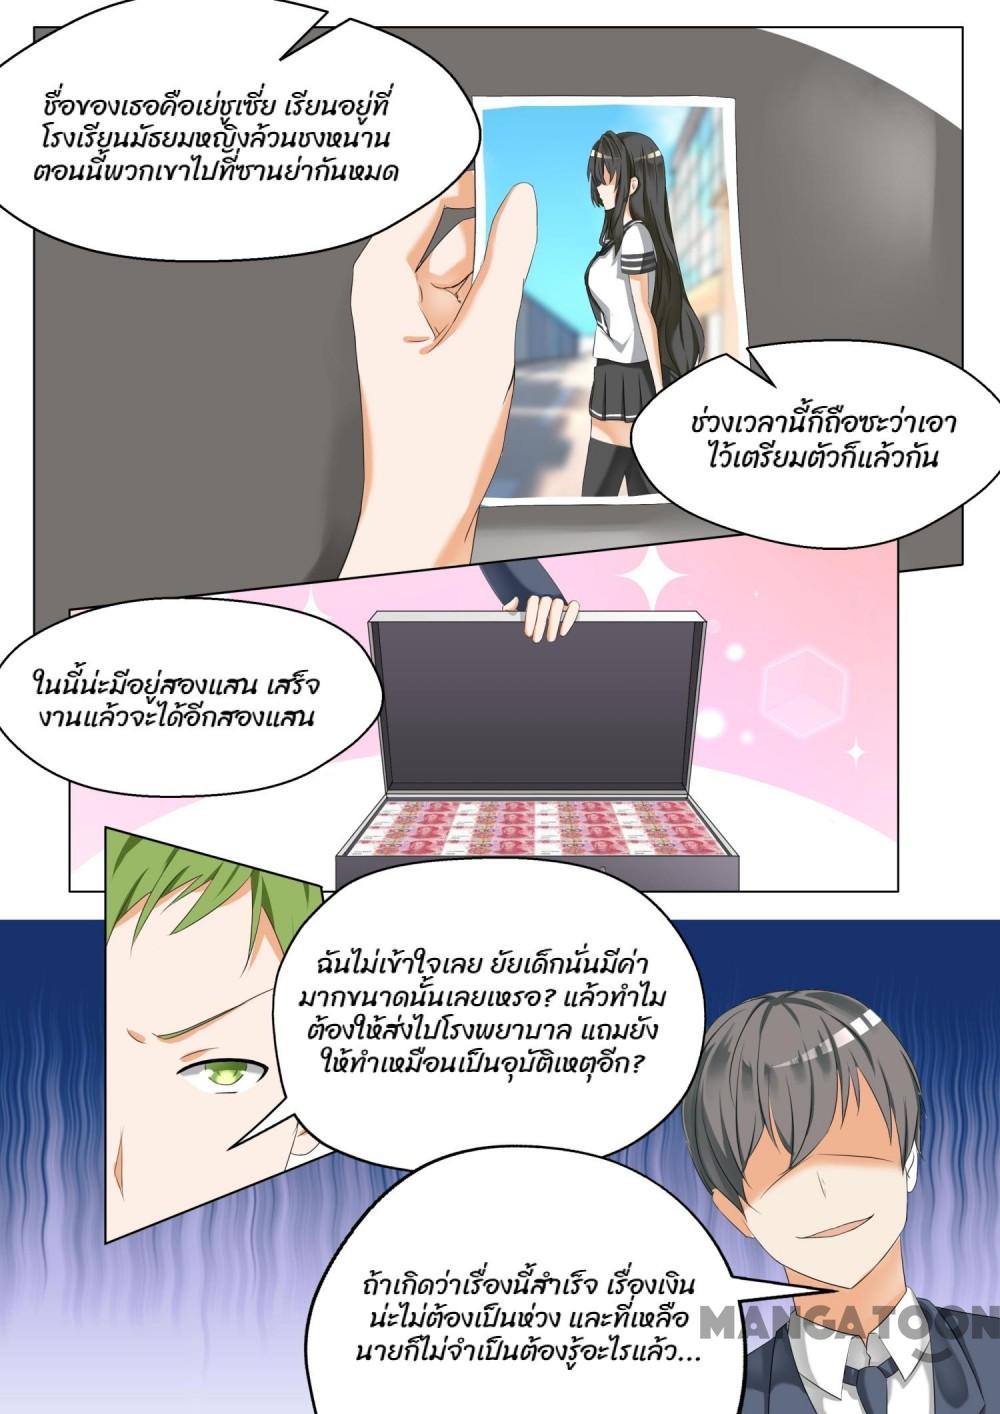 ชื่อของเธอคือเย่ชูเซี่ย เรียนอยู่ที่
โรงเรียนมัธยมหญิงล้วนชงหนาน
ตอนนี้พวกเขาไปที่ซานย่ากันหมด
ช่วงเวลานี้ก็ถือซะว่าเอา
ไว้เตรียมตัวก็แล้วกัน
ในนี้น่ะมีอยู่สองแสน เสร็จ
งานแล้วจะได้อีกสองแสน
ฉันไม่เข้าใจเลย ยัยเด็กนั่นมีค่า
มากขนาดนั้นเลยเหรอ? แล้วทำไม
ต้องให้ส่งไปโรงพยาบาล แถมยัง
ให้ทำเหมือนเป็นอุบัติเหตุอีก?
ถ้าเกิดว่าเรื่องนี้สำเร็จ เรื่องเงิน
น่ะไม่ต้องเป็นห่วง และที่เหลือ
นายก็ไม่จำเป็นต้องรู้อะไรแล้ว...
MANGATOON